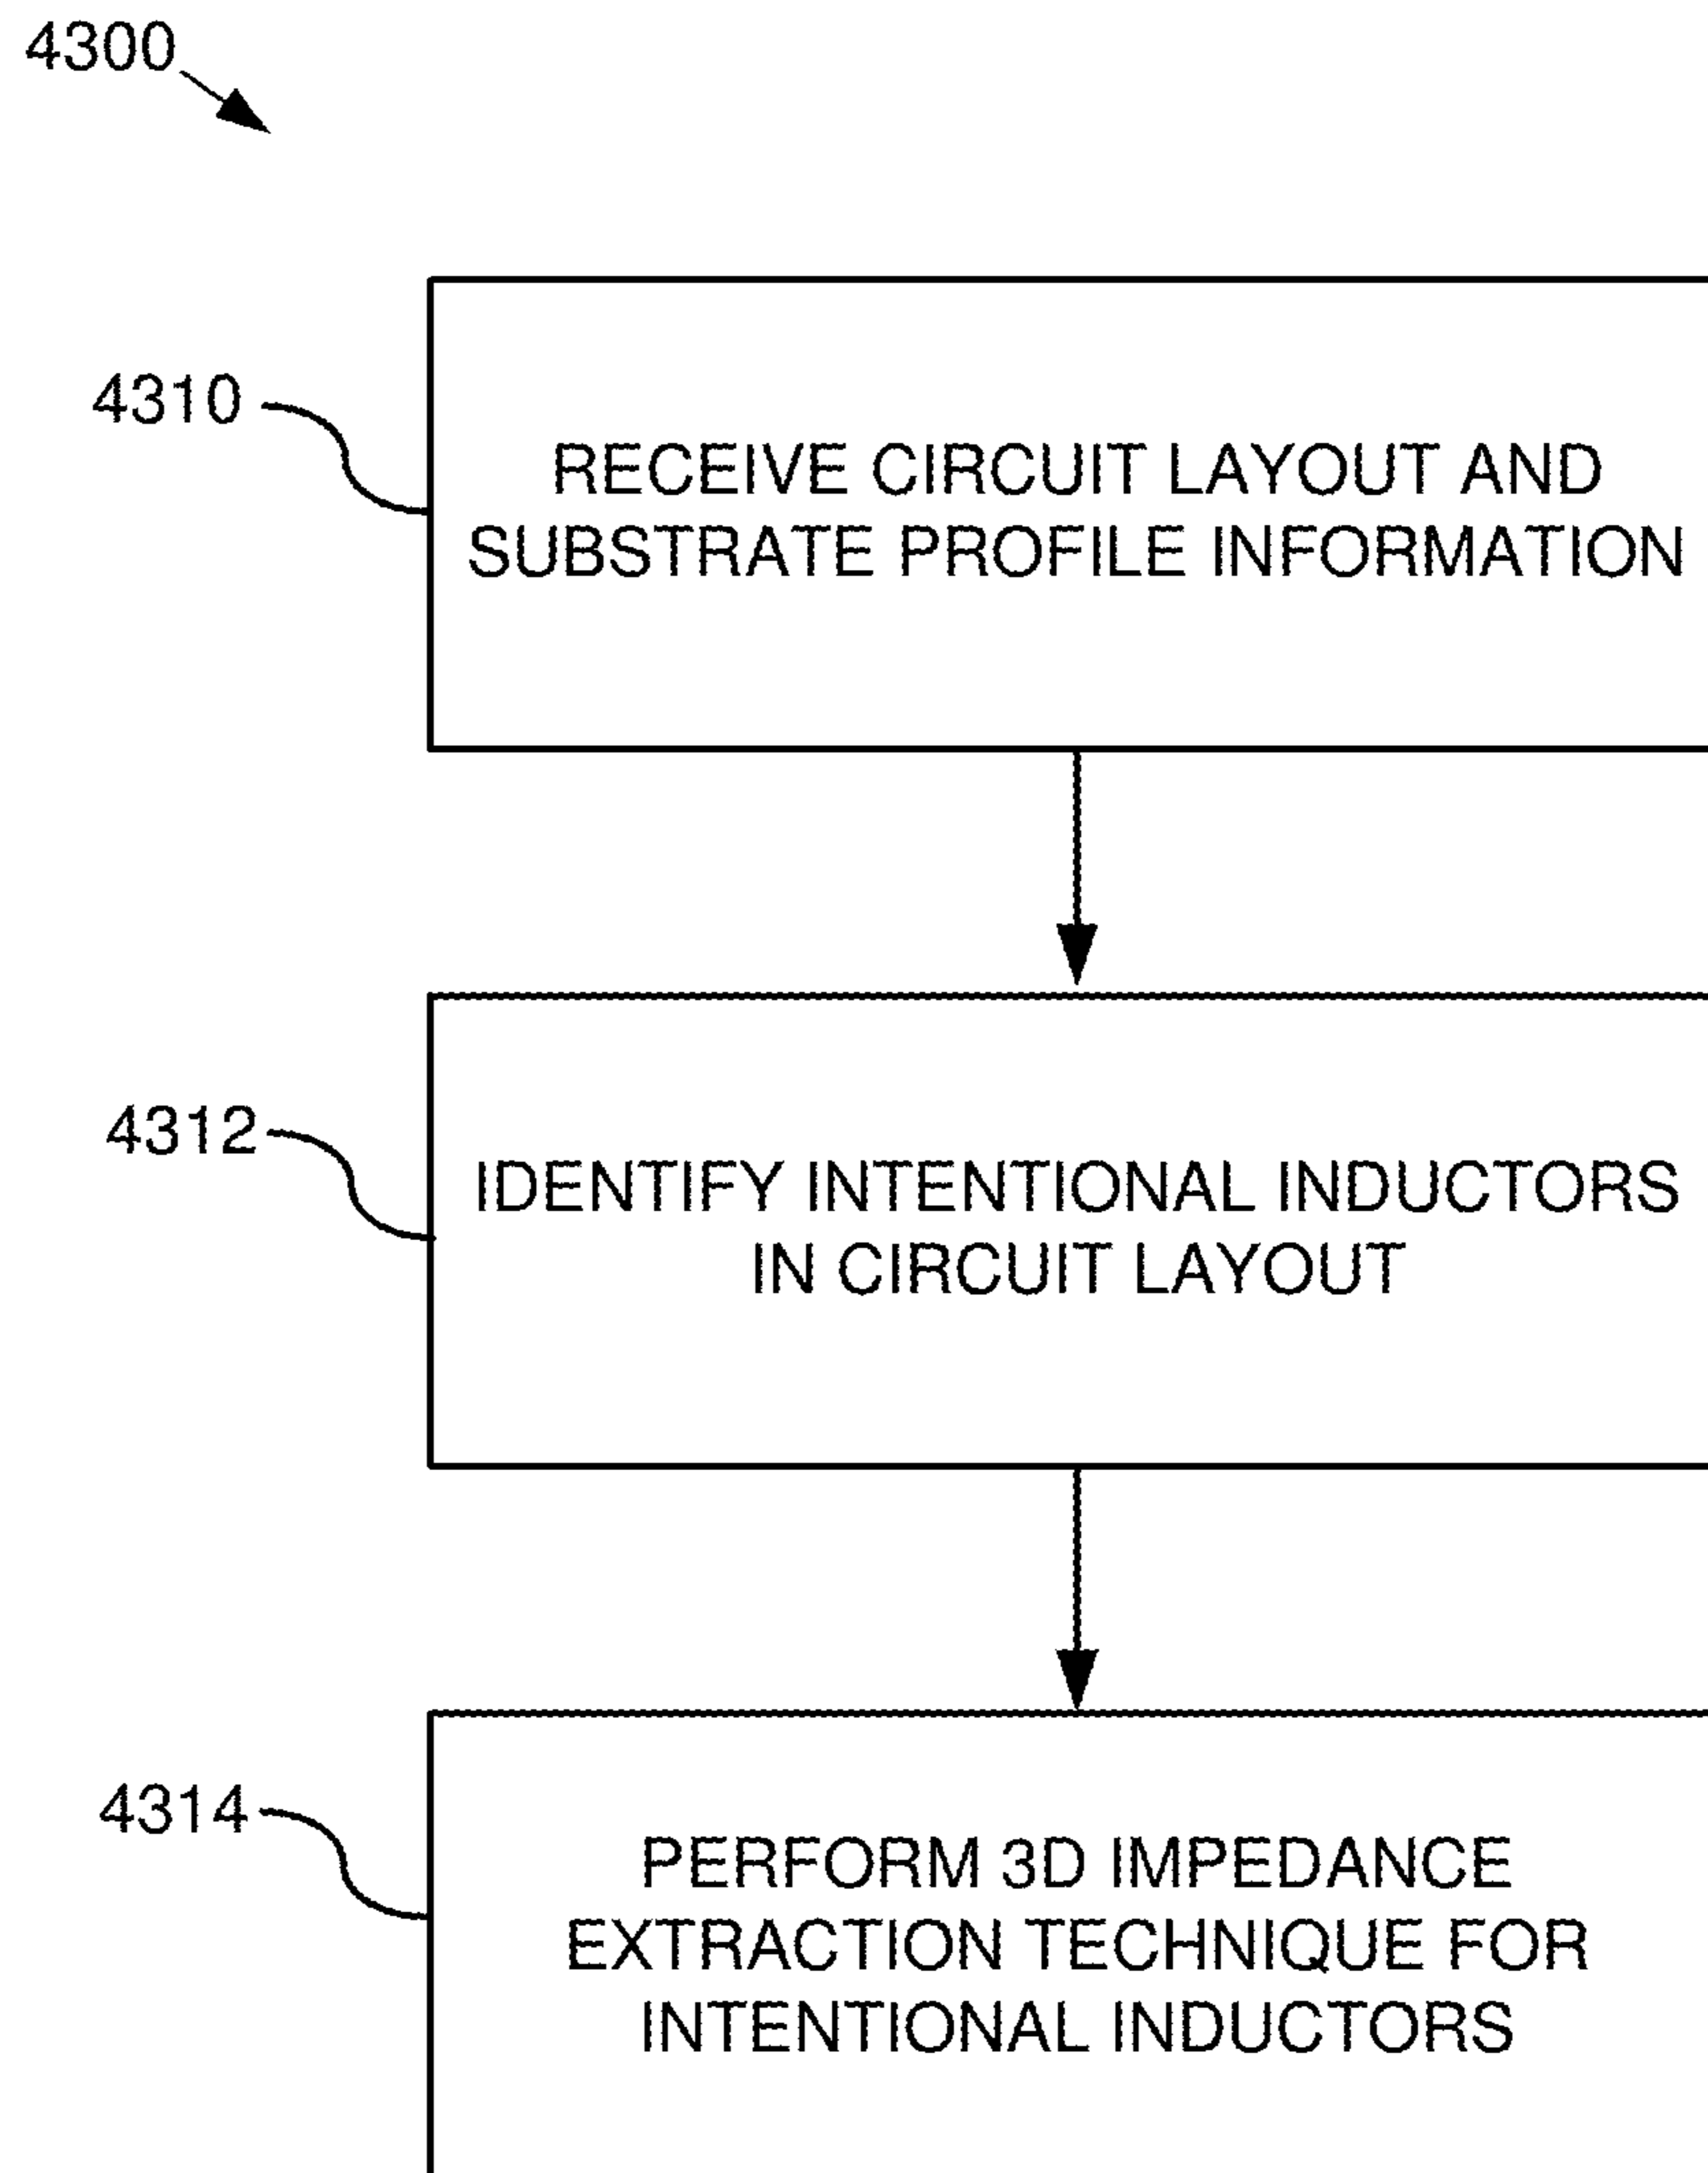 4300
4310
RECEIVE CIRCUIT LAYOUT AND
SUBSTRATE PROFILE INFORMATION
4312
IDENTIFY INTENTIONAL INDUCTORS
IN CIRCUIT LAYOUT
4314
PERFORM 3D IMPEDANCE
EXTRACTION TECHNIQUE FOR
INTENTIONAL INDUCTORS